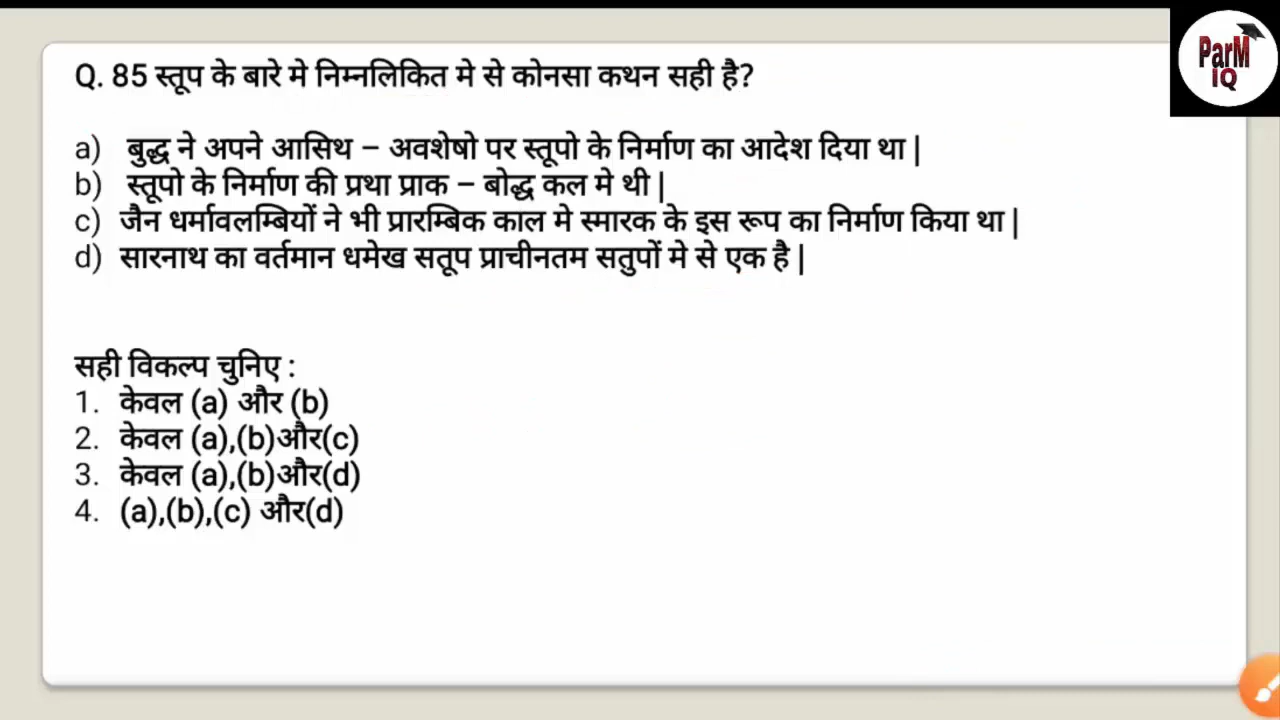 ParM
IQ
Q. 85 स्तूप के बारे मे निम्नलिकित मे से कोनसा कथन सही है?
a) बुद्ध ने अपने आसिथ – अवशेषो पर स्तूपो के निर्माण का आदेश दिया था |
b) स्तूपो के निर्माण की प्रथा प्राक – बोद्ध कल मे थी |
c) जैन धर्मावलम्बियों ने भी प्रारम्बिक काल मे स्मारक के इस रूप का निर्माण किया था |
d) सारनाथ का वर्तमान धमेख सतूप प्राचीनतम सतुपों मे से एक है |
सही विकल्प चुनिए :
1. केवल (a) और (b)
2. केवल (a),(b)और(c)
3. केवल (a),(b)और(d)
4. (a),(b),(c) और(d)